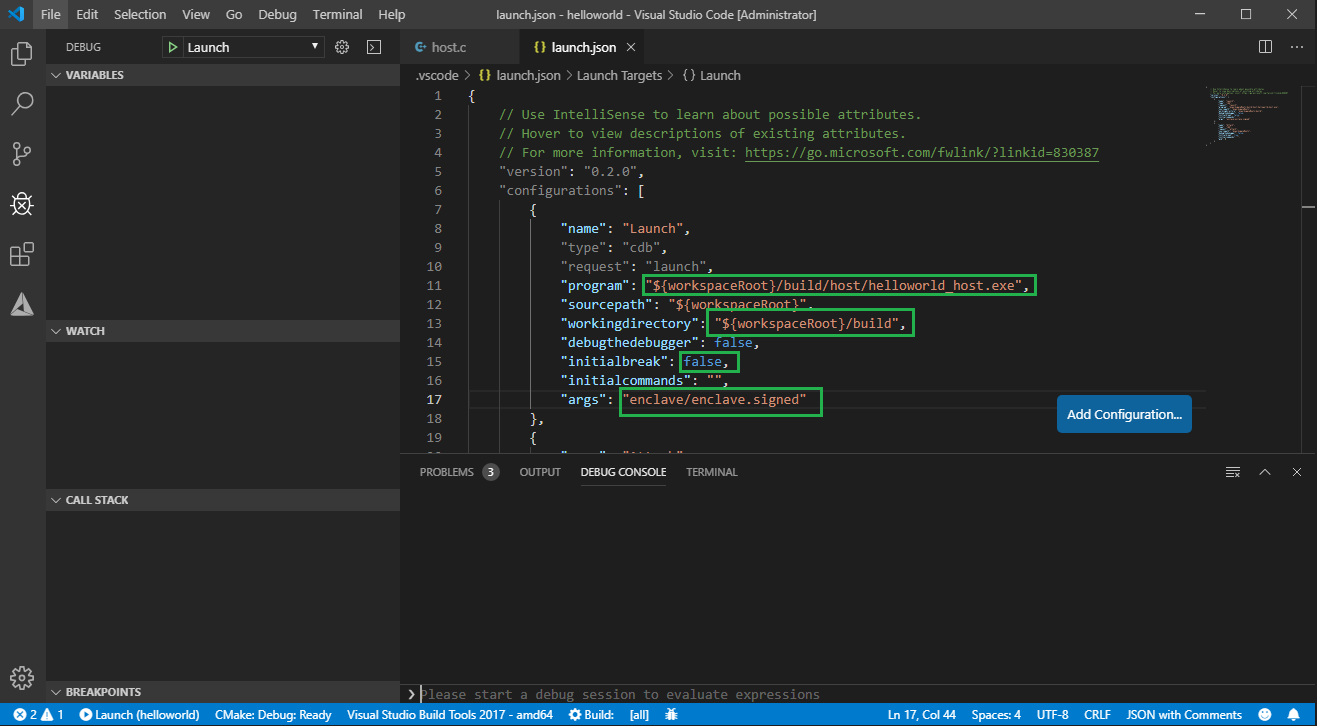 File Edit Selection View Go Debug Terminal Help launch.json - helloworld - Visual Studio Code [Administrator]
DEBUG Launch
host.c {} launch.json
VARIABLES
.vscode > {} launch.json > Launch Targets > {} Launch
1 {
2 // Use IntelliSense to learn about possible attributes.
3 // Hover to view descriptions of existing attributes.
4 // For more information, visit: https://go.microsoft.com/fwlink/?linkid=830387
5 "version": "0.2.0",
6 "configurations": [
7 {
8 "name": "Launch",
9 "type": "cdb",
10 "request": "launch",
11 "program": "${workspaceRoot}/build/host/helloworld_host.exe",
12 "sourcepath": "${workspaceRoot}",
13 "workingdirectory": "${workspaceRoot}/build",
14 "debugthedebugger": false,
15 "initialbreak": false,
16 "initialcommands": "",
17 "args": "enclave/enclave.signed"
18 },
19 {
Add Configuration...
WATCH
CALL STACK
BREAKPOINTS
PROBLEMS 3 OUTPUT DEBUG CONSOLE TERMINAL
Please start a debug session to evaluate expressions
2 1 Launch (helloworld) CMake: Debug: Ready Visual Studio Build Tools 2017 - amd64 Build: [all] Ln 17, Col 44 Spaces: 4 UTF-8 CRLF JSON with Comments